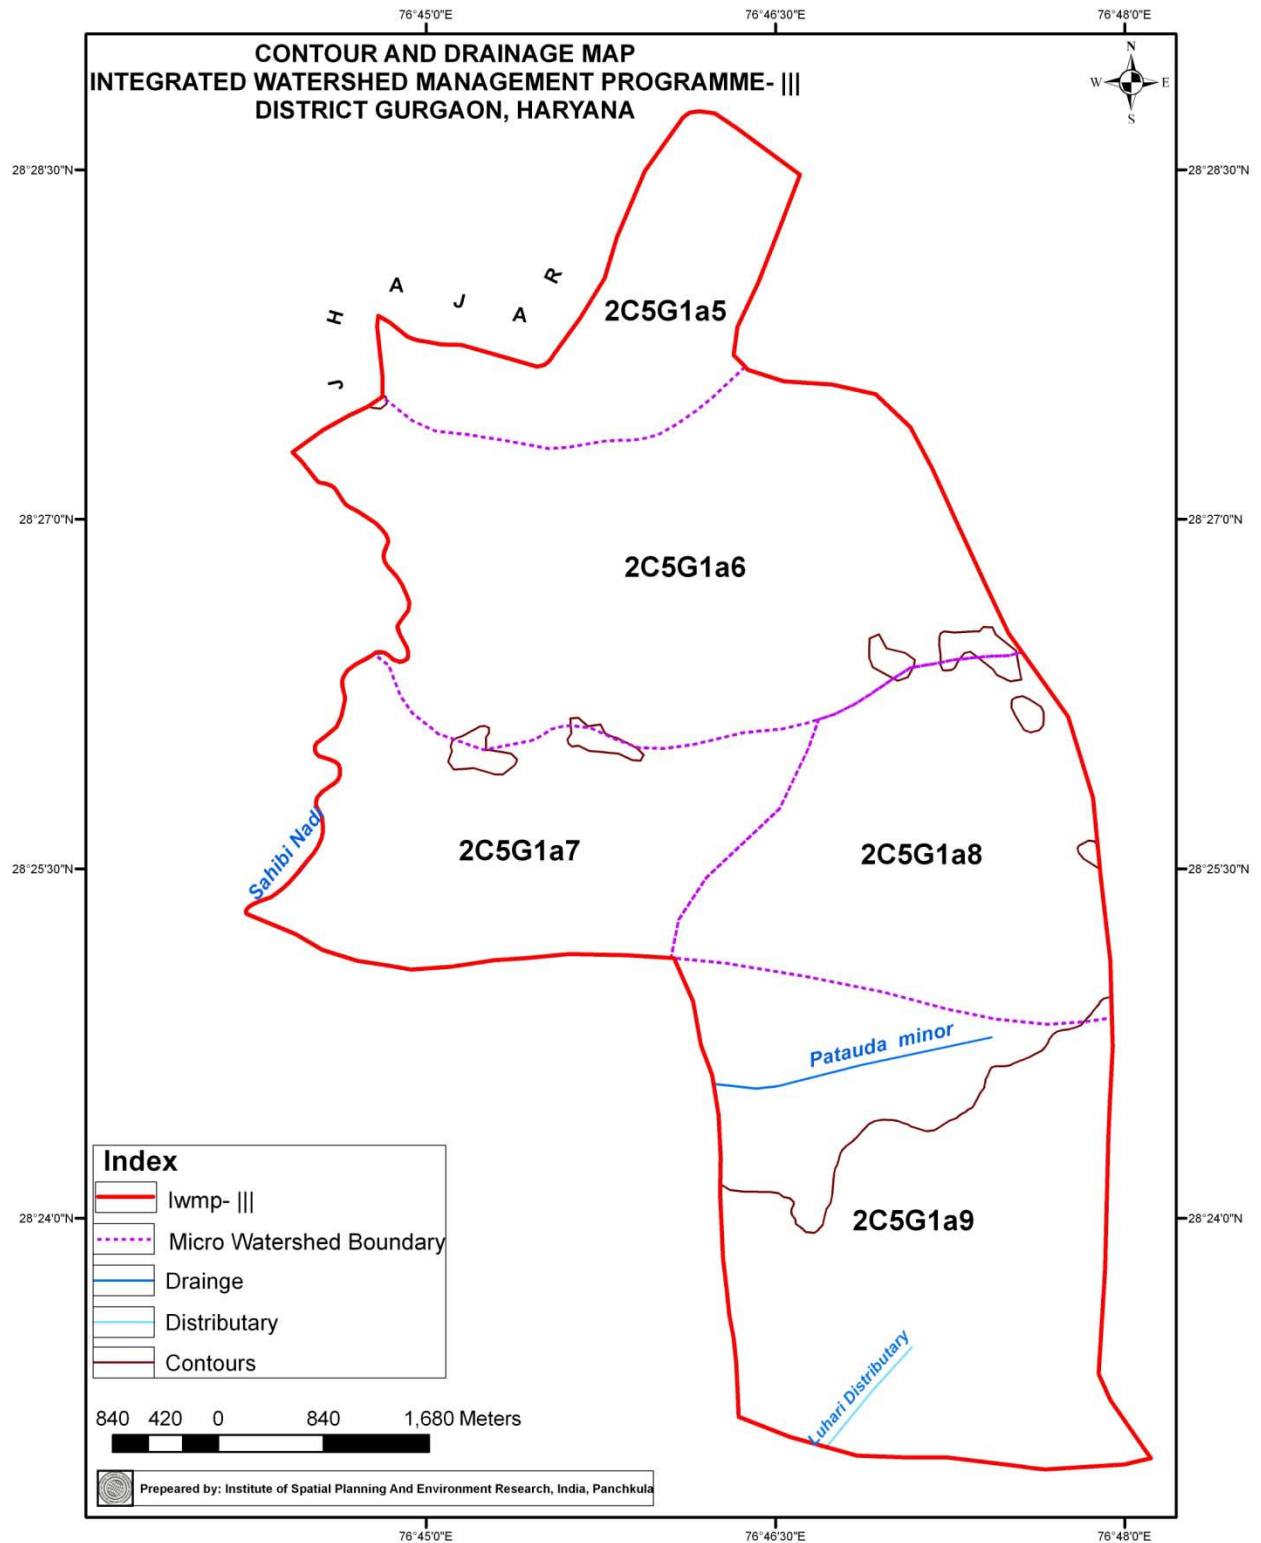 76°45'0"E 76°46'30"E 76°48'0"E
CONTOUR AND DRAINAGE MAP
INTEGRATED WATERSHED MANAGEMENT PROGRAMME- |||
DISTRICT GURGAON, HARYANA
N
W E
S
28°28'30"N 28°28'30"N
J H A J A R
2C5G1a5
28°27'0"N 28°27'0"N
2C5G1a6
2C5G1a7
2C5G1a8
Sahibi Nadi
28°25'30"N 28°25'30"N
Patauda minor
28°24'0"N 28°24'0"N
2C5G1a9
Luhari Distributary
Index
Iwmp- |||
Micro Watershed Boundary
Drainge
Distributary
Contours
840 420 0 840 1,680 Meters
Prepeared by: Institute of Spatial Planning And Environment Research, India, Panchkula
76°45'0"E 76°46'30"E 76°48'0"E